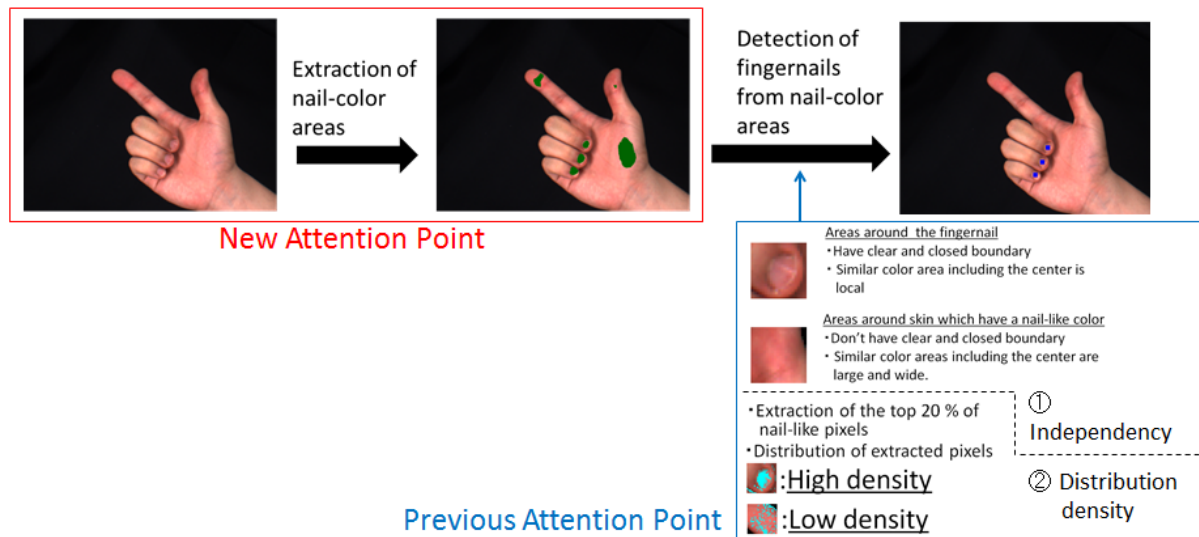 Extraction of
nail-color
areas
Detection of
fingernails
from nail-color
areas
New Attention Point
Areas around the fingernail
・Have clear and closed boundary
・Similar color area including the center is
local
Areas around skin which have a nail-like color
・Don't have clear and closed boundary
・Similar color areas including the center are
large and wide.
①
Independency
・Extraction of the top 20 % of
nail-like pixels
・Distribution of extracted pixels
:High density
:Low density
② Distribution
density
Previous Attention Point